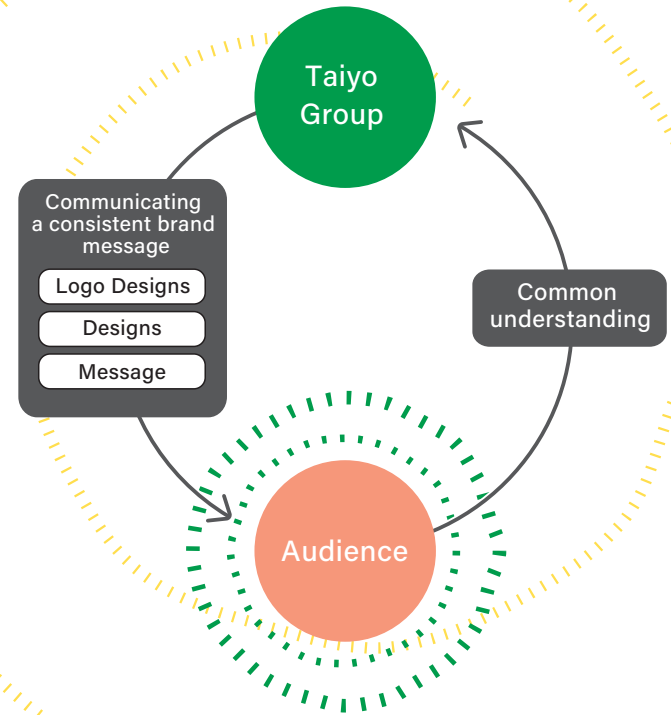 Taiyo
Group
Communicating
a consistent brand
message
Logo Designs
Designs
Message
Common
understanding
Audience